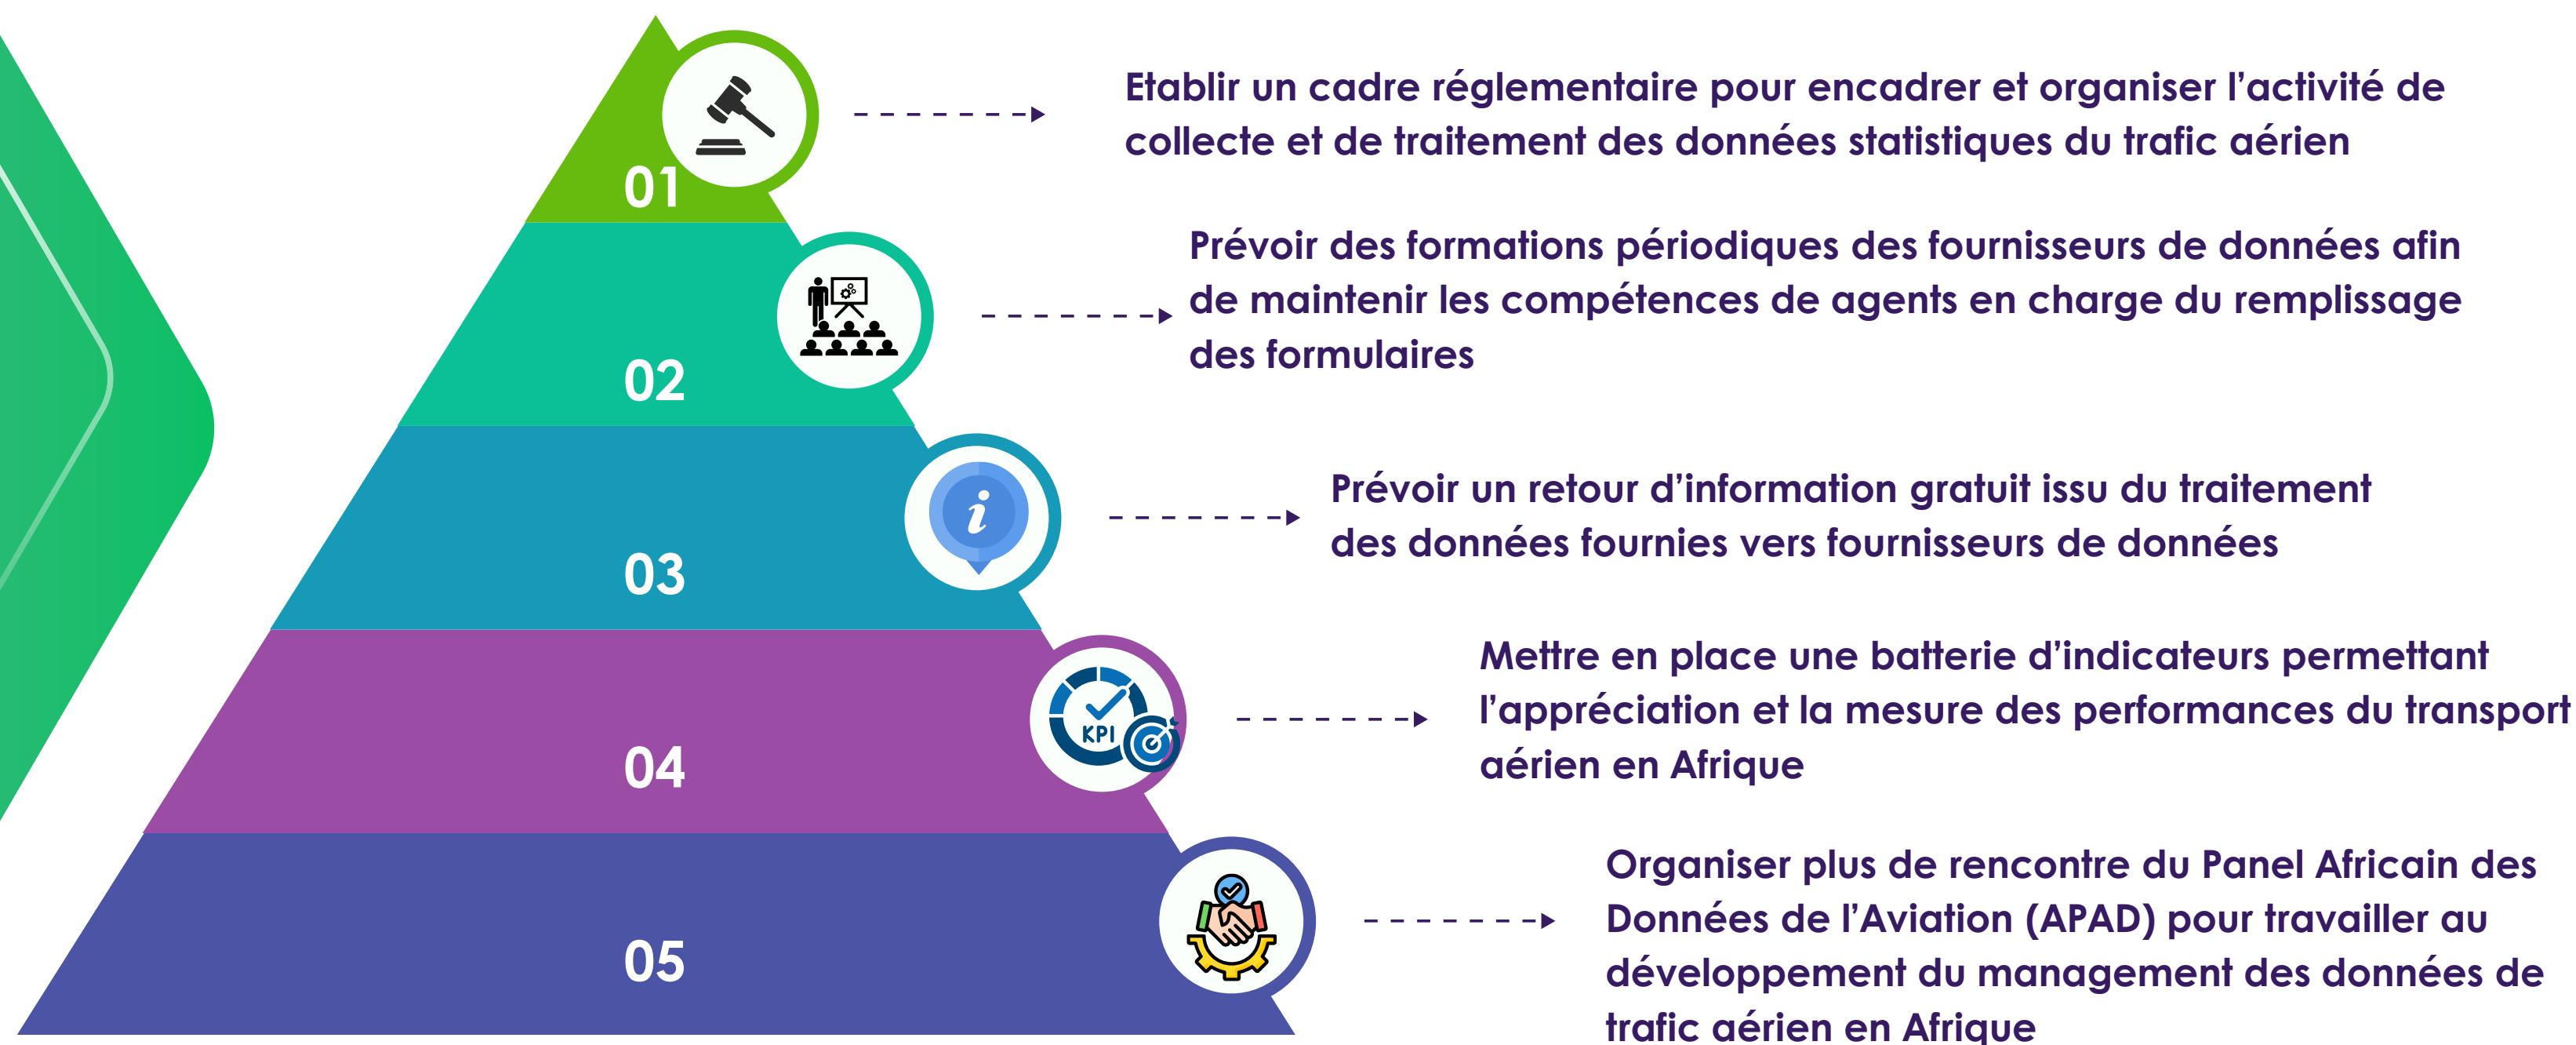 01
Etablir un cadre réglementaire pour encadrer et organiser l’activité de
collecte et de traitement des données statistiques du trafic aérien
02
Prévoir des formations périodiques des fournisseurs de données afin
de maintenir les compétences de agents en charge du remplissage
des formulaires
03
i
Prévoir un retour d’information gratuit issu du traitement
des données fournies vers fournisseurs de données
04
KPI
Mettre en place une batterie d’indicateurs permettant
l’appréciation et la mesure des performances du transport
aérien en Afrique
05
Organiser plus de rencontre du Panel Africain des
Données de l’Aviation (APAD) pour travailler au
développement du management des données de
trafic aérien en Afrique